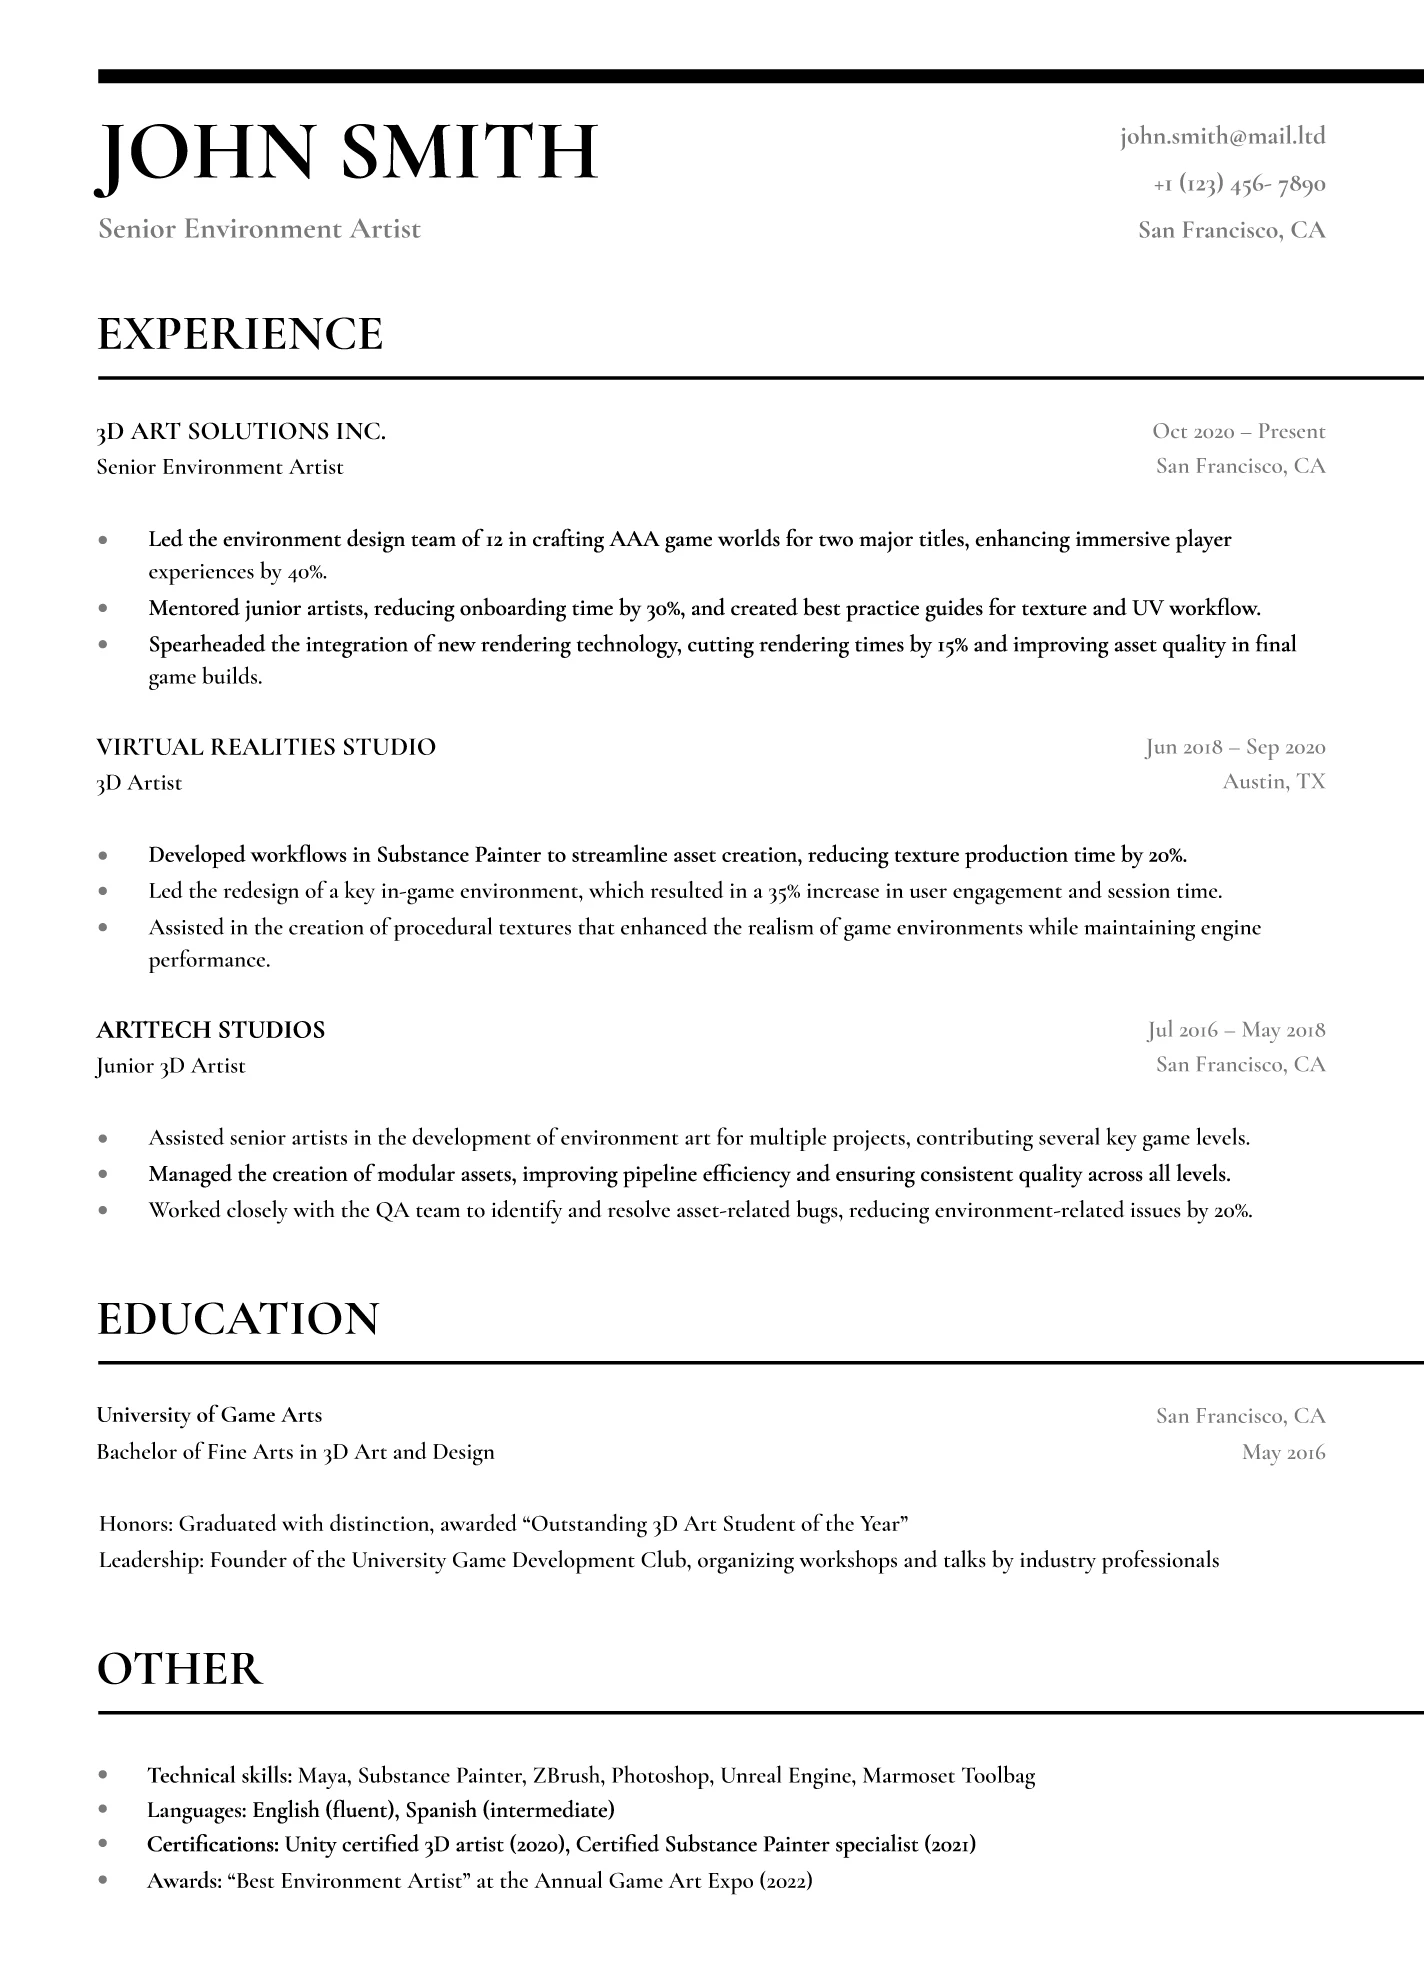 JOHN SMITH
Senior Environment Artist
john.smith@mail.ltd
+1 (123) 456- 7890
San Francisco, CA
EXPERIENCE
3D ART SOLUTIONS INC.
Oct 2020 – Present
Senior Environment Artist
San Francisco, CA
• Led the environment design team of 12 in crafting AAA game worlds for two major titles, enhancing immersive player
experiences by 40%.
• Mentored junior artists, reducing onboarding time by 30%, and created best practice guides for texture and UV workflow.
• Spearheaded the integration of new rendering technology, cutting rendering times by 15% and improving asset quality in final
game builds.
VIRTUAL REALITIES STUDIO
Jun 2018 – Sep 2020
3D Artist
Austin, TX
• Developed workflows in Substance Painter to streamline asset creation, reducing texture production time by 20%.
• Led the redesign of a key in-game environment, which resulted in a 35% increase in user engagement and session time.
• Assisted in the creation of procedural textures that enhanced the realism of game environments while maintaining engine
performance.
ARTTECH STUDIOS
Jul 2016 – May 2018
Junior 3D Artist
San Francisco, CA
• Assisted senior artists in the development of environment art for multiple projects, contributing several key game levels.
• Managed the creation of modular assets, improving pipeline efficiency and ensuring consistent quality across all levels.
• Worked closely with the QA team to identify and resolve asset-related bugs, reducing environment-related issues by 20%.
EDUCATION
University of Game Arts
San Francisco, CA
Bachelor of Fine Arts in 3D Art and Design
May 2016
Honors: Graduated with distinction, awarded “Outstanding 3D Art Student of the Year”
Leadership: Founder of the University Game Development Club, organizing workshops and talks by industry professionals
OTHER
• Technical skills: Maya, Substance Painter, ZBrush, Photoshop, Unreal Engine, Marmoset Toolbag
• Languages: English (fluent), Spanish (intermediate)
• Certifications: Unity certified 3D artist (2020), Certified Substance Painter specialist (2021)
• Awards: “Best Environment Artist” at the Annual Game Art Expo (2022)